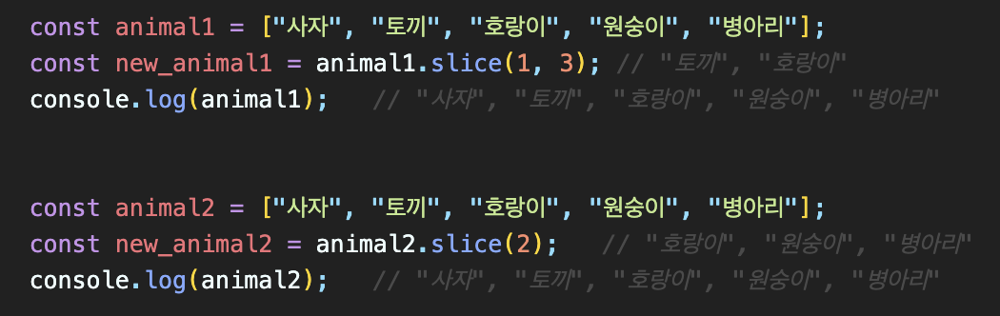 const animal1 = ["사자", "토끼", "호랑이", "원숭이", "병아리"];
const new_animal1 = animal1.slice(1, 3); // "토끼", "호랑이"
console.log(animal1);   // "사자", "토끼", "호랑이", "원숭이", "병아리"
const animal2 = ["사자", "토끼", "호랑이", "원숭이", "병아리"];
const new_animal2 = animal2.slice(2);   // "호랑이", "원숭이", "병아리"
console.log(animal2);   // "사자", "토끼", "호랑이", "원숭이", "병아리"